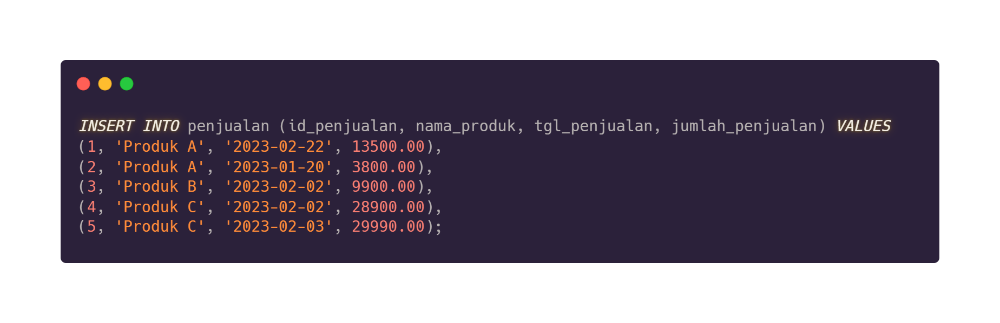 INSERT INTO penjualan (id_penjualan, nama_produk, tgl_penjualan, jumlah_penjualan) VALUES
(1, 'Produk A', '2023-02-22', 13500.00),
(2, 'Produk A', '2023-01-20', 3800.00),
(3, 'Produk B', '2023-02-02', 9900.00),
(4, 'Produk C', '2023-02-02', 28900.00),
(5, 'Produk C', '2023-02-03', 29990.00);